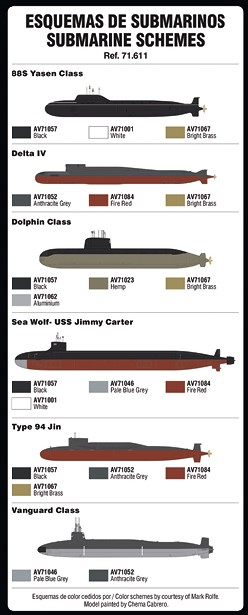 ESQUEMAS DE SUBMARINOS
SUBMARINE SCHEMES
Ref. 71.611
88S Yasen Class
AV71057 AV71001 AV71067
Black White Bright Brass
Delta IV
AV71052 AV71084 AV71067
Anthracite Grey Fire Red Bright Brass
Dolphin Class
AV71057 AV71023 AV71067
Black Hemp Bright Brass
AV71062
Aluminium
Sea Wolf- USS Jimmy Carter
AV71057 AV71046 AV71084
Black Pale Blue Grey Fire Red
AV71001
White
Type 94 Jin
AV71057 AV71052 AV71084
Black Anthracite Grey Fire Red
AV71067
Bright Brass
Vanguard Class
AV71046 AV71052
Pale Blue Grey Anthracite Grey
Esquemas de color cedidos por / Color schemes by courtesy of Mark Rolfe.
Model painted by Chema Cabrero.